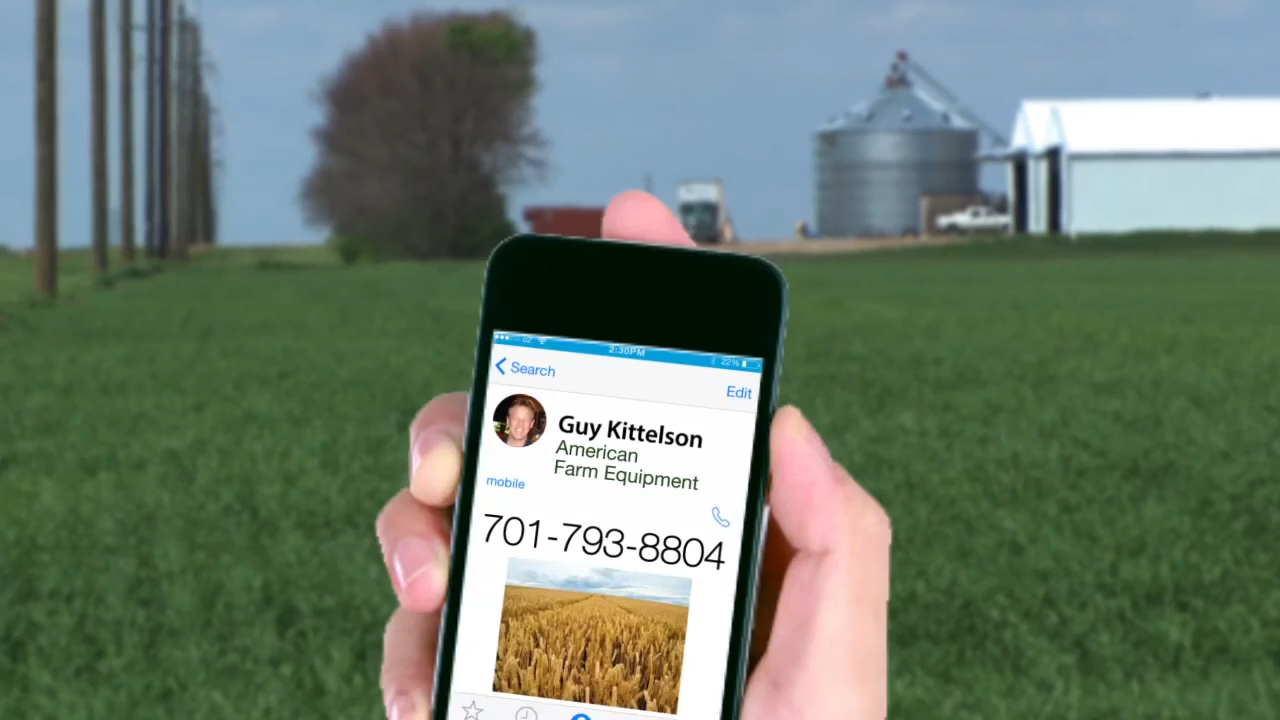 2:30PM
22%
Search
Edit
Guy Kittelson
American
Farm Equipment
mobile
701-793-8804